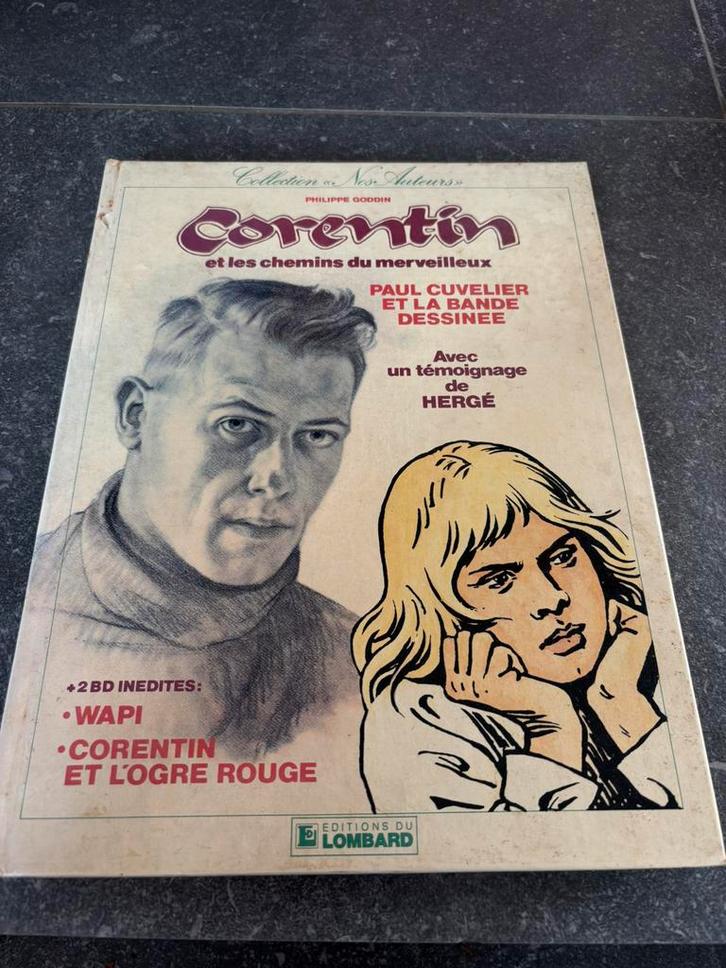 Collection «Nos Auteurs»
PHILIPPE GODDIN
Corentin
et les chemins du merveilleux
PAUL CUVELIER
ET LA BANDE
DESSINEE
Avec
un témoignage
de
HERGÉ
+2 BD INEDITES:
•WAPI
•CORENTIN
ET L'OGRE ROUGE
EDITIONS DU
LOMBARD